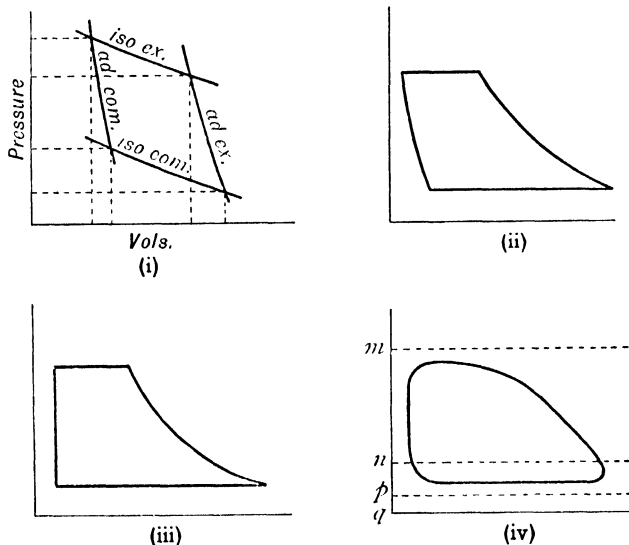 Pressure
iso ex.
ad com.
ad ex.
iso com.
Vols.
(i)
(ii)
(iii)
m
n
p
q
(iv)